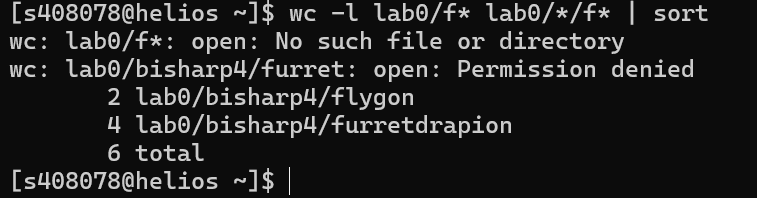 [s408078@helios ~]$ wc -l lab0/f* lab0/*/f* | sort
wc: lab0/f*: open: No such file or directory
wc: lab0/bisharp4/furret: open: Permission denied
       2 lab0/bisharp4/flygon
       4 lab0/bisharp4/furretdrapion
       6 total
[s408078@helios ~]$